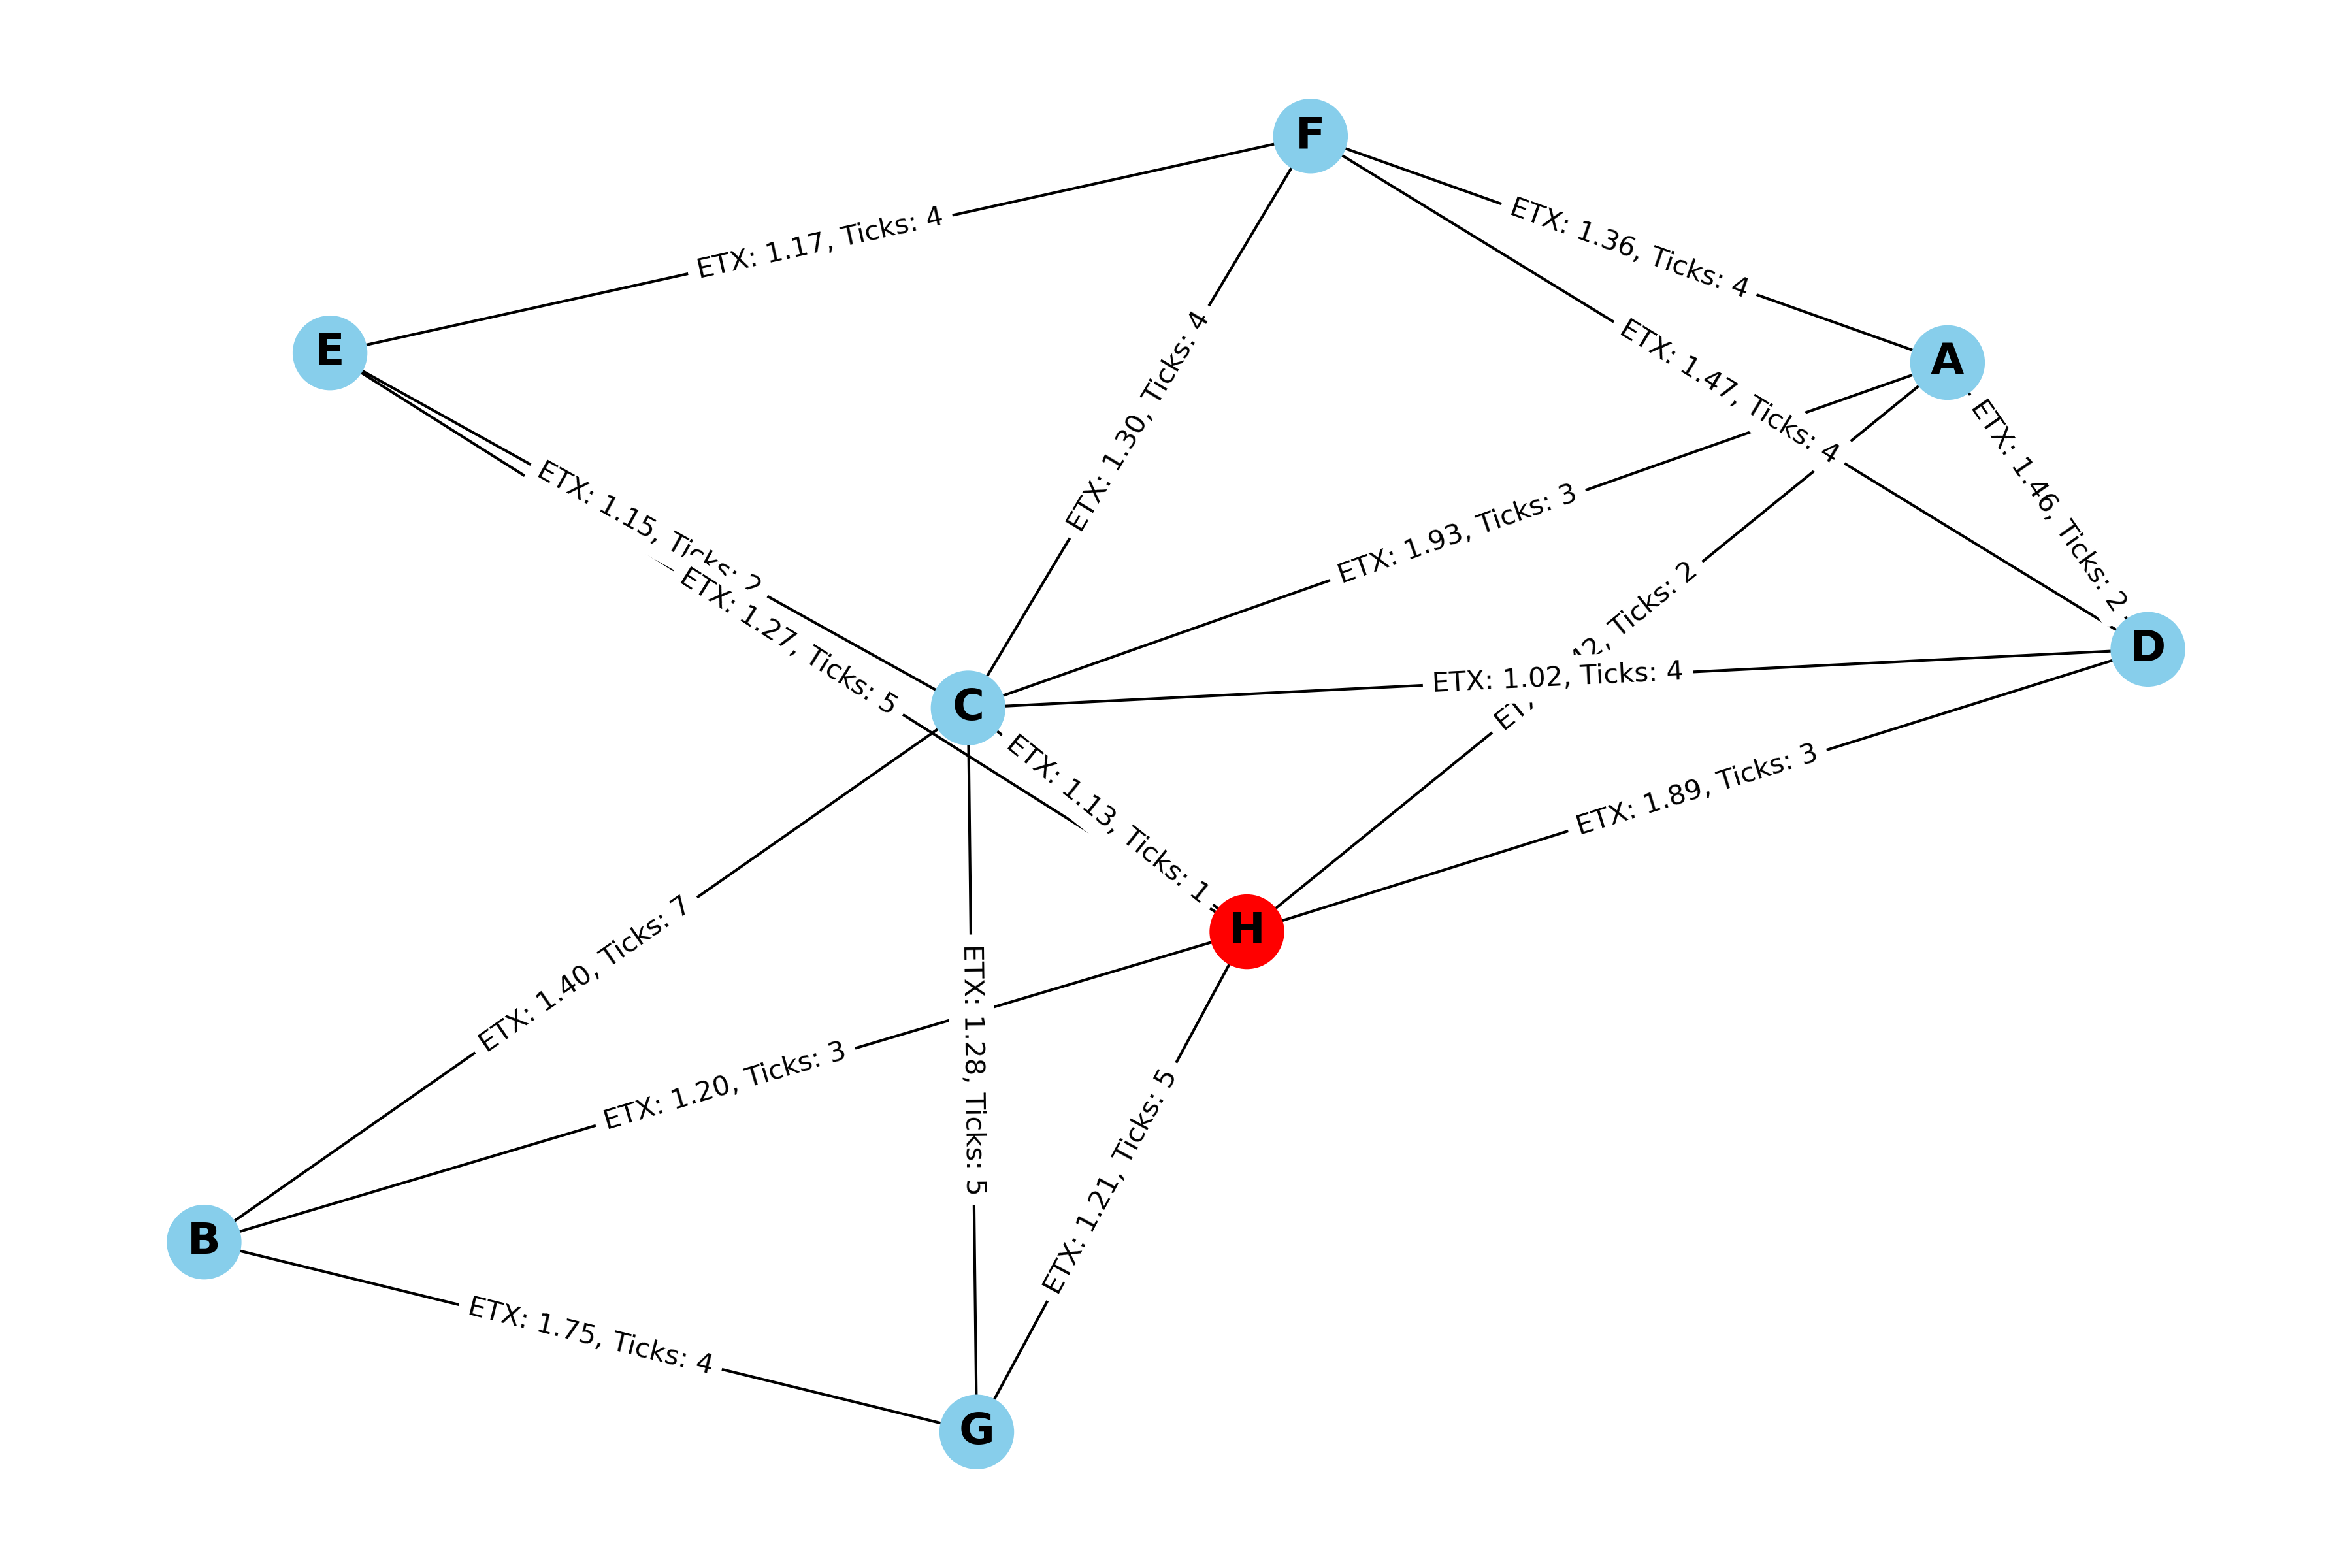 F
ETX: 1.36, Ticks: 4
ETX: 1.17, Ticks: 4
E
A
ETX: 1.30, Ticks: 4
ETX: 1.47, Ticks: 4
ETX: 1.46, Ticks: 2
ETX: 1.15, Ticks: 2
ETX: 1.93, Ticks: 3
ETX: 1.27, Ticks: 5
Ticks: 2
D
C
ETX: 1.02, Ticks: 4
ETX: 1.13, Ticks: 1
ETX: 1.89, Ticks: 3
H
ETX: 1.40, Ticks: 7
ETX: 1.28, Ticks: 5
ETX: 1.20, Ticks: 3
ETX: 1.21, Ticks: 5
B
ETX: 1.75, Ticks: 4
G